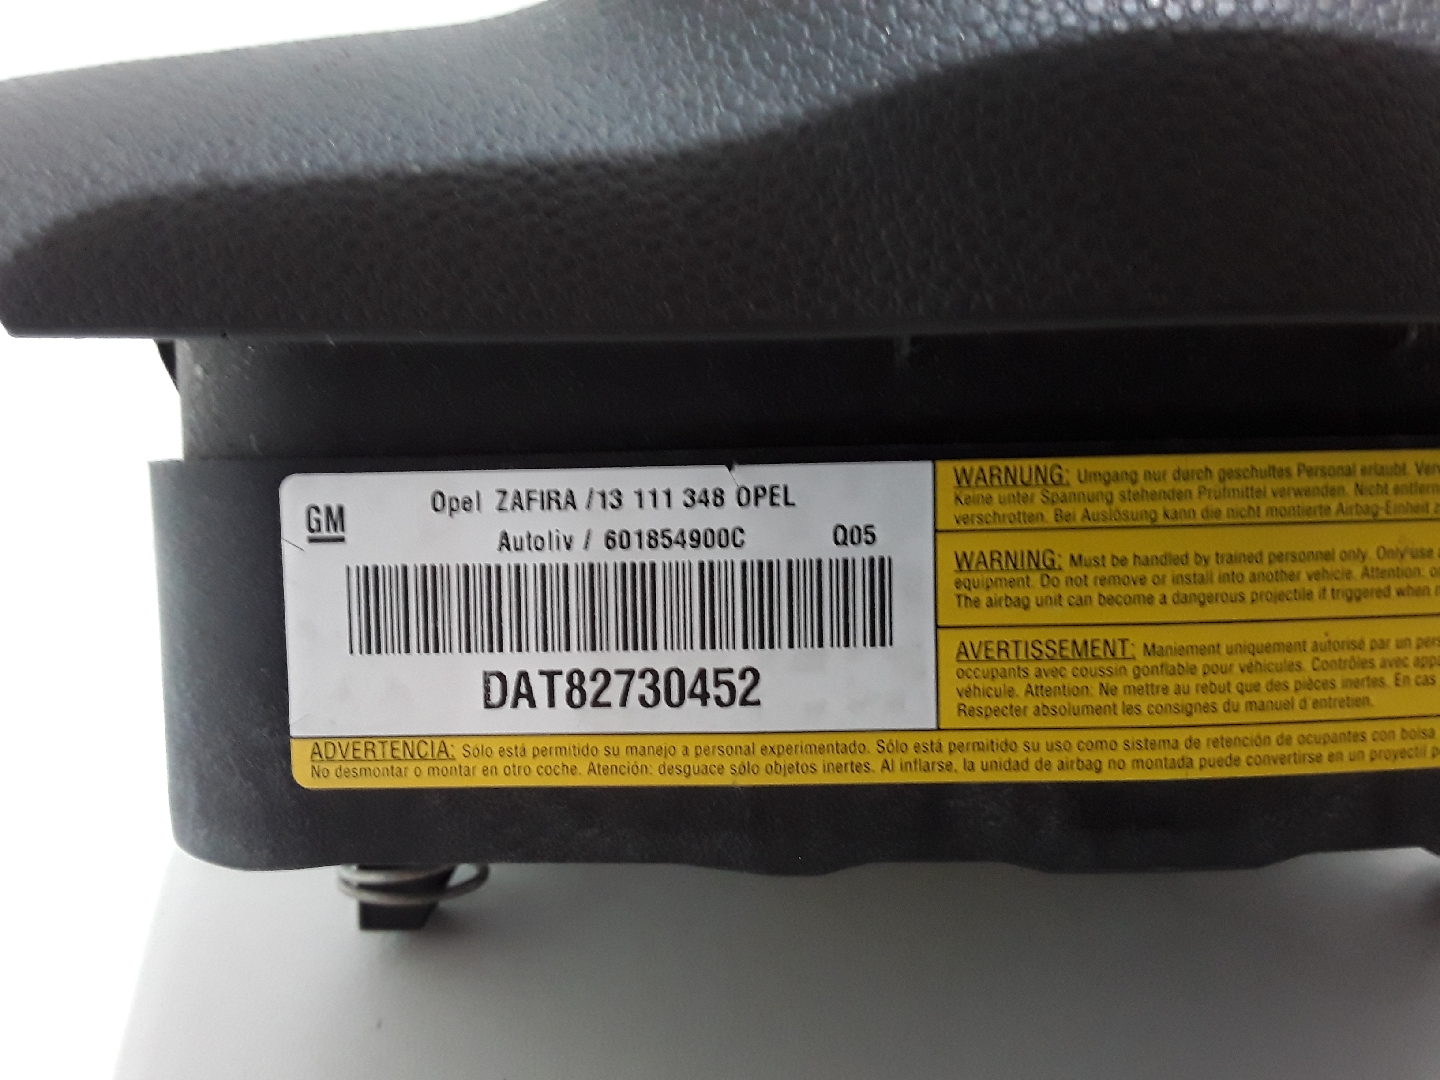 GM
Opel ZAFIRA /13 111 348 OPEL
Autoliv / 601854900C Q05
DAT82730452
WARNUNG: Umgang nur durch geschultes Personal erlaubt.
Keine unter Spannung stehenden Prüfmittel verwenden. Nicht
verschrotten. Bei Auslösung kann die nicht montierte Airbag-Einheit
WARNING: Must be handled by trained personnel only. Only use
equipment. Do not remove or install into another vehicle. Attention:
The airbag unit can become a dangerous projectile if triggered when
AVERTISSEMENT: Maniement uniquement autorisé par un
occupants avec coussin gonflable pour véhicules. Contrôles avec
véhicule. Attention: Ne mettre au rebut que des pièces inertes. En cas
Respecter absolument les consignes du manuel d'entretien.
ADVERTENCIA: Sólo está permitido su manejo a personal experimentado. Sólo está permitido su uso como sistema de retención de ocupantes con bolsa
No desmontar o montar en otro coche. Atención: desguace sólo objetos inertes. Al inflarse, la unidad de airbag no montada puede convertirse en un proyectil